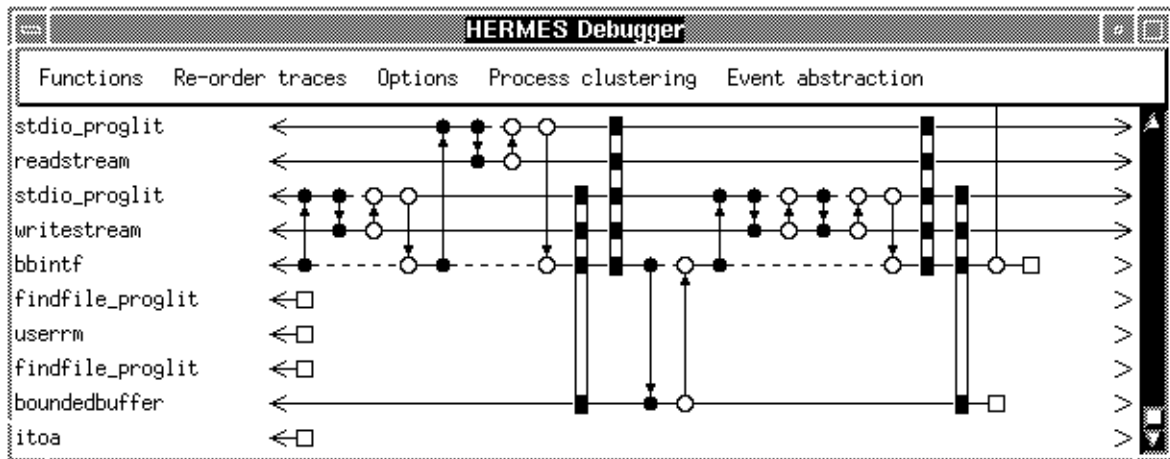 HERMES Debugger
Functions Re-order traces Options Process clustering Event abstraction
stdio_proglit
readstream
stdio_proglit
writestream
bbintf
findfile_proglit
userrm
findfile_proglit
boundedbuffer
itoa